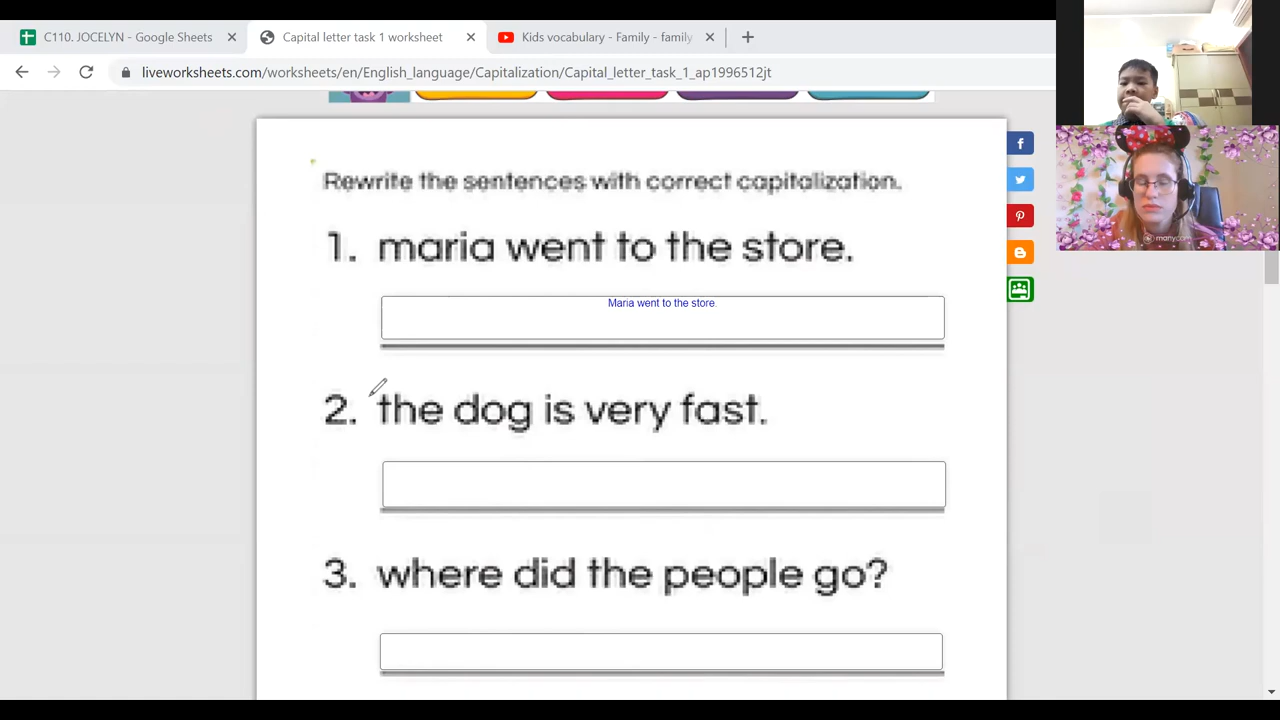 C110. JOCELYN - Google Sheets
Capital letter task 1 worksheet
Kids vocabulary - Family - family
liveworksheets.com/worksheets/en/English_language/Capitalization/Capital_letter_task_1_ap1996512jt
Rewrite the sentences with correct capitalization.
1. maria went to the store.
Maria went to the store.
2. the dog is very fast.
3. where did the people go?